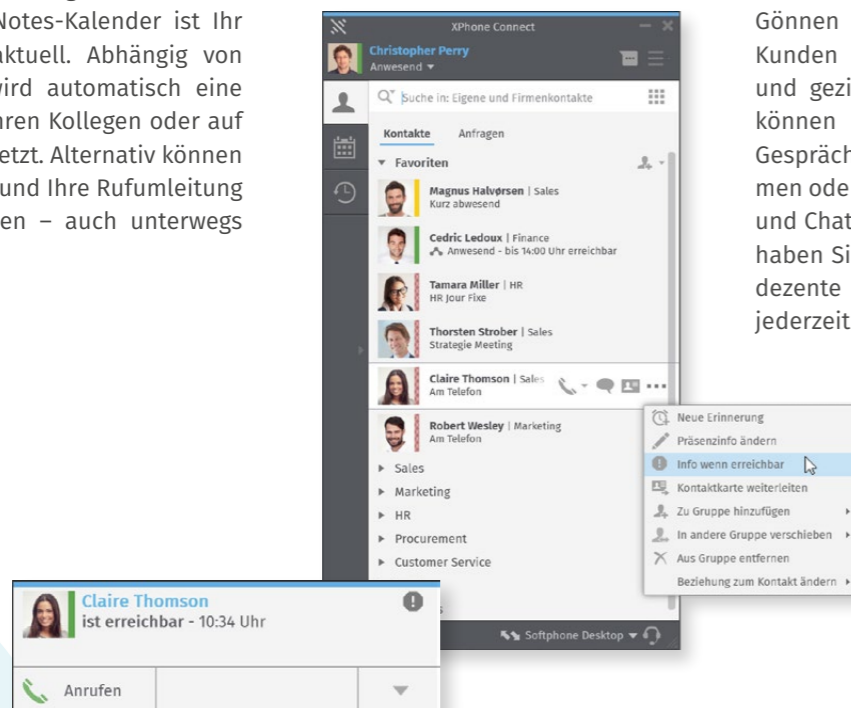 Notes-Kalender ist Ihr
aktuell. Abhängig von
wird automatisch eine
Ihren Kollegen oder auf
etzt. Alternativ können
und Ihre Rufumleitung
en – auch unterwegs
XPhone Connect
Christopher Perry
Anwesend
Suche in: Eigene und Firmenkontakte
Kontakte Anfragen
Favoriten
Magnus Halvørsen | Sales
Kurz abwesend
Cedric Ledoux | Finance
Anwesend - bis 14:00 Uhr erreichbar
Tamara Miller | HR
HR Jour Fixe
Thorsten Strober | Sales
Strategie Meeting
Claire Thomson | Sales
Am Telefon
Robert Wesley | Marketing
Am Telefon
Sales
Marketing
HR
Procurement
Customer Service
Softphone Desktop
Neue Erinnerung
Präsenzinfo ändern
Info wenn erreichbar
Kontaktkarte weiterleiten
Zu Gruppe hinzufügen
In andere Gruppe verschieben
Aus Gruppe entfernen
Beziehung zum Kontakt ändern
Claire Thomson
ist erreichbar - 10:34 Uhr
Anrufen
Gönnen
Kunden
und gezi
können
Gespräch
men ode
und Chat
haben Si
dezente
jederzeit